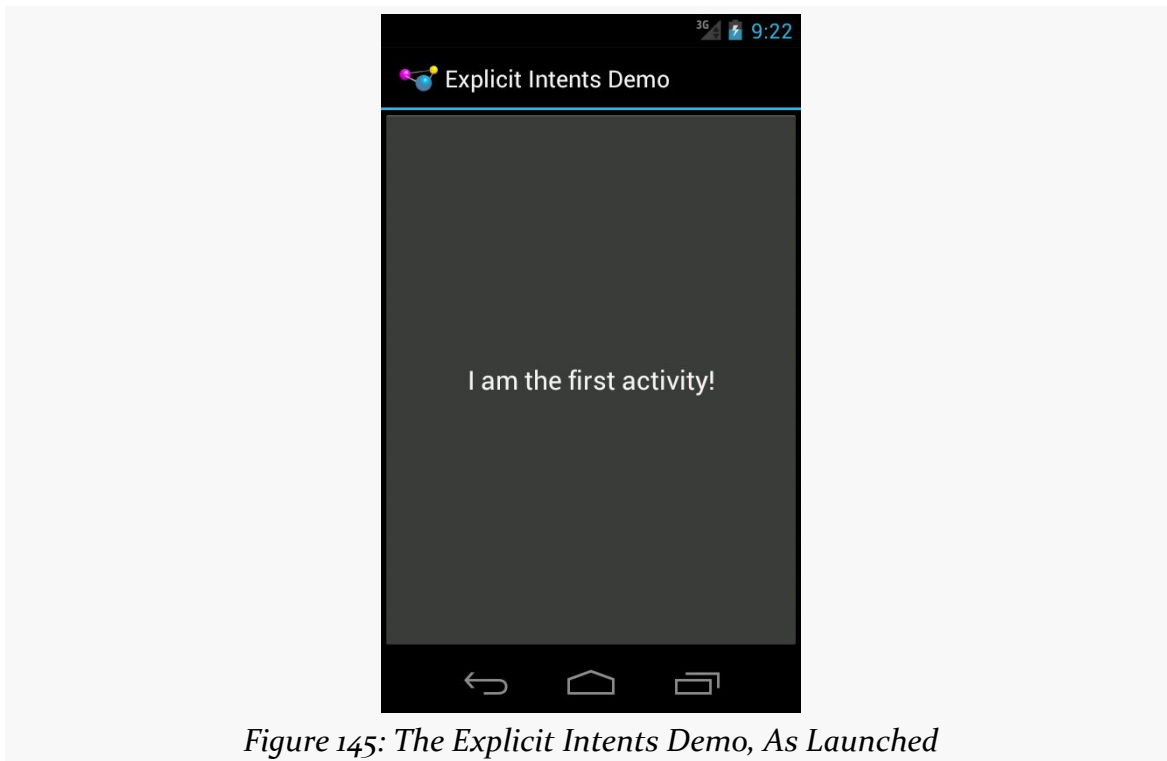 3G 9:22
Explicit Intents Demo
I am the first activity!
Figure 145: The Explicit Intents Demo, As Launched